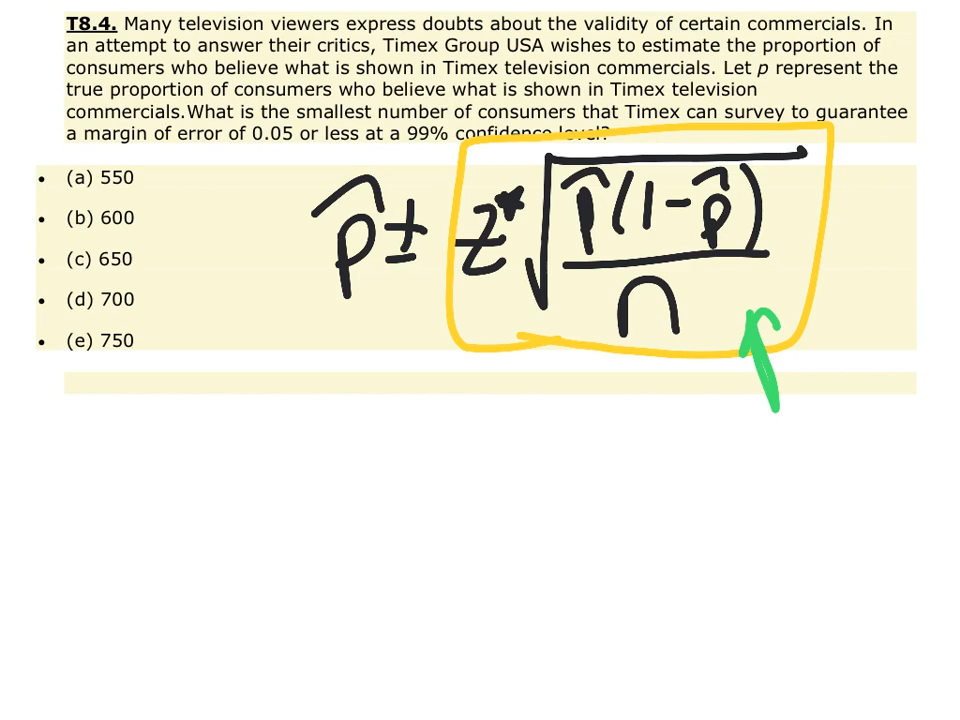 T8.4. Many television viewers express doubts about the validity of certain commercials. In
an attempt to answer their critics, Timex Group USA wishes to estimate the proportion of
consumers who believe what is shown in Timex television commercials. Let p represent the
true proportion of consumers who believe what is shown in Timex television
commercials.What is the smallest number of consumers that Timex can survey to guarantee
a margin of error of 0.05 or less at a 99% confidence level?
• (a) 550
• (b) 600
• (c) 650
• (d) 700
• (e) 750
p̂ ± z* √(p̂(1-p̂)/n)